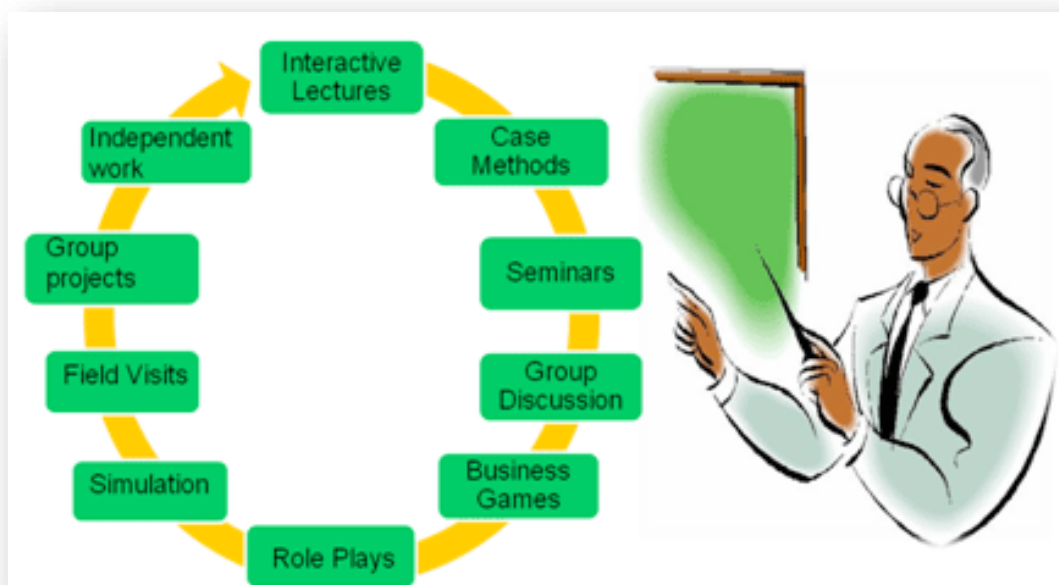 Interactive
Lectures
Case
Methods
Seminars
Group
Discussion
Business
Games
Role Plays
Simulation
Field Visits
Group
projects
Independent
work